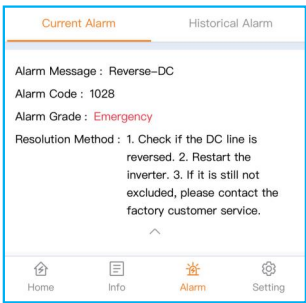 Current Alarm
Historical Alarm
Alarm Message : Reverse-DC
Alarm Code : 1028
Alarm Grade : Emergency
Resolution Method : 1. Check if the DC line is
reversed. 2. Restart the
inverter. 3. If it is still not
excluded, please contact the
factory customer service.
Home
Info
Alarm
Setting